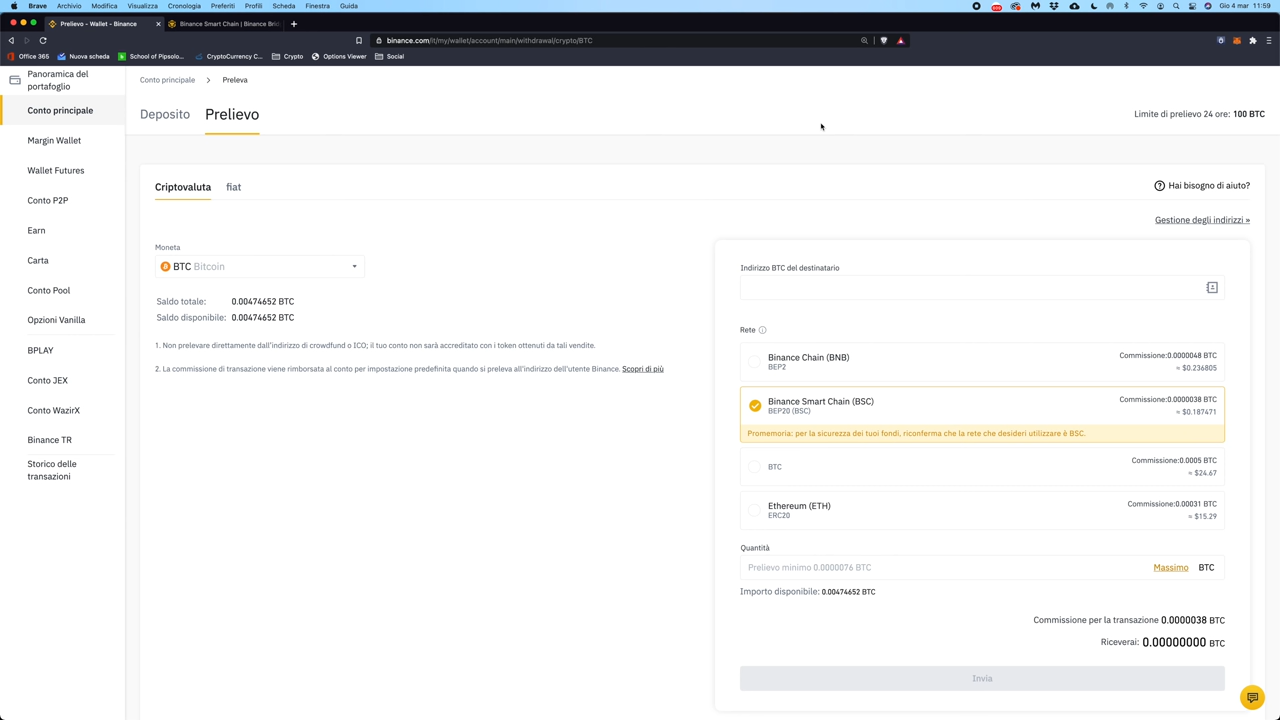 Brave Archivio Modifica Visualizza Cronologia Preferiti Profili Scheda Finestra Guida Gio 4 mar 11:59
Prelievo - Wallet - Binance Binance Smart Chain | Binance Brid
binance.com/it/my/wallet/account/main/withdrawal/crypto/BTC
Office 365 Nuova scheda School of Pipsolo... CryptoCurrency C... Crypto Options Viewer Social
Panoramica del
portafoglio
Conto principale
Margin Wallet
Wallet Futures
Conto P2P
Earn
Carta
Conto Pool
Opzioni Vanilla
BPLAY
Conto JEX
Conto WazirX
Binance TR
Storico delle
transazioni
Conto principale > Preleva
Deposito Prelievo
Limite di prelievo 24 ore: 100 BTC
Criptovaluta fiat
Hai bisogno di aiuto?
Gestione degli indirizzi »
Moneta
BTC Bitcoin
Saldo totale: 0.00474652 BTC
Saldo disponibile: 0.00474652 BTC
1. Non prelevare direttamente dall'indirizzo di crowdfund o ICO; il tuo conto non sarà accreditato con i token ottenuti da tali vendite.
2. La commissione di transazione viene rimborsata al conto per impostazione predefinita quando si preleva all'indirizzo dell'utente Binance. Scopri di più
Indirizzo BTC del destinatario
Rete
Binance Chain (BNB) Commissione:0.0000048 BTC
BEP2 ≈ $0.236805
Binance Smart Chain (BSC) Commissione:0.0000038 BTC
BEP20 (BSC) ≈ $0.187471
Promemoria: per la sicurezza dei tuoi fondi, riconferma che la rete che desideri utilizzare è BSC.
BTC Commissione:0.0005 BTC
≈ $24.67
Ethereum (ETH) Commissione:0.00031 BTC
ERC20 ≈ $15.29
Quantità
Prelievo minimo 0.0000076 BTC Massimo BTC
Importo disponibile: 0.00474652 BTC
Commissione per la transazione 0.0000038 BTC
Riceverai: 0.00000000 BTC
Invia